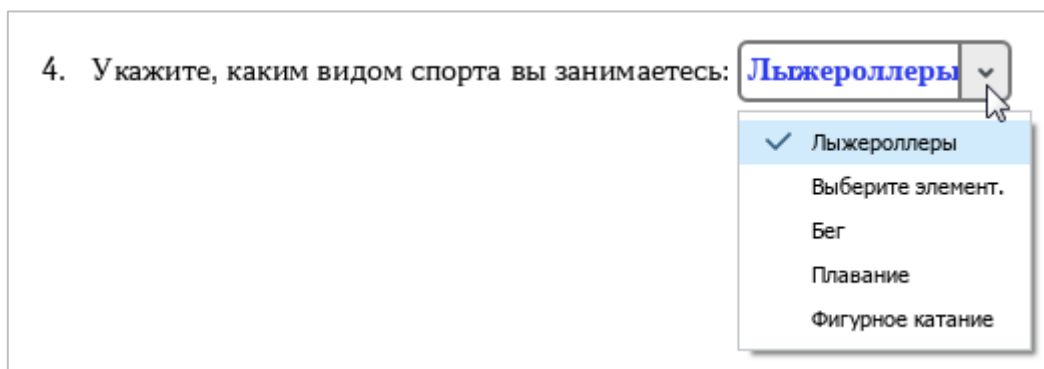 4. Укажите, каким видом спорта вы занимаетесь: Лыжероллеры
Лыжероллеры
Выберите элемент.
Бег
Плавание
Фигурное катание